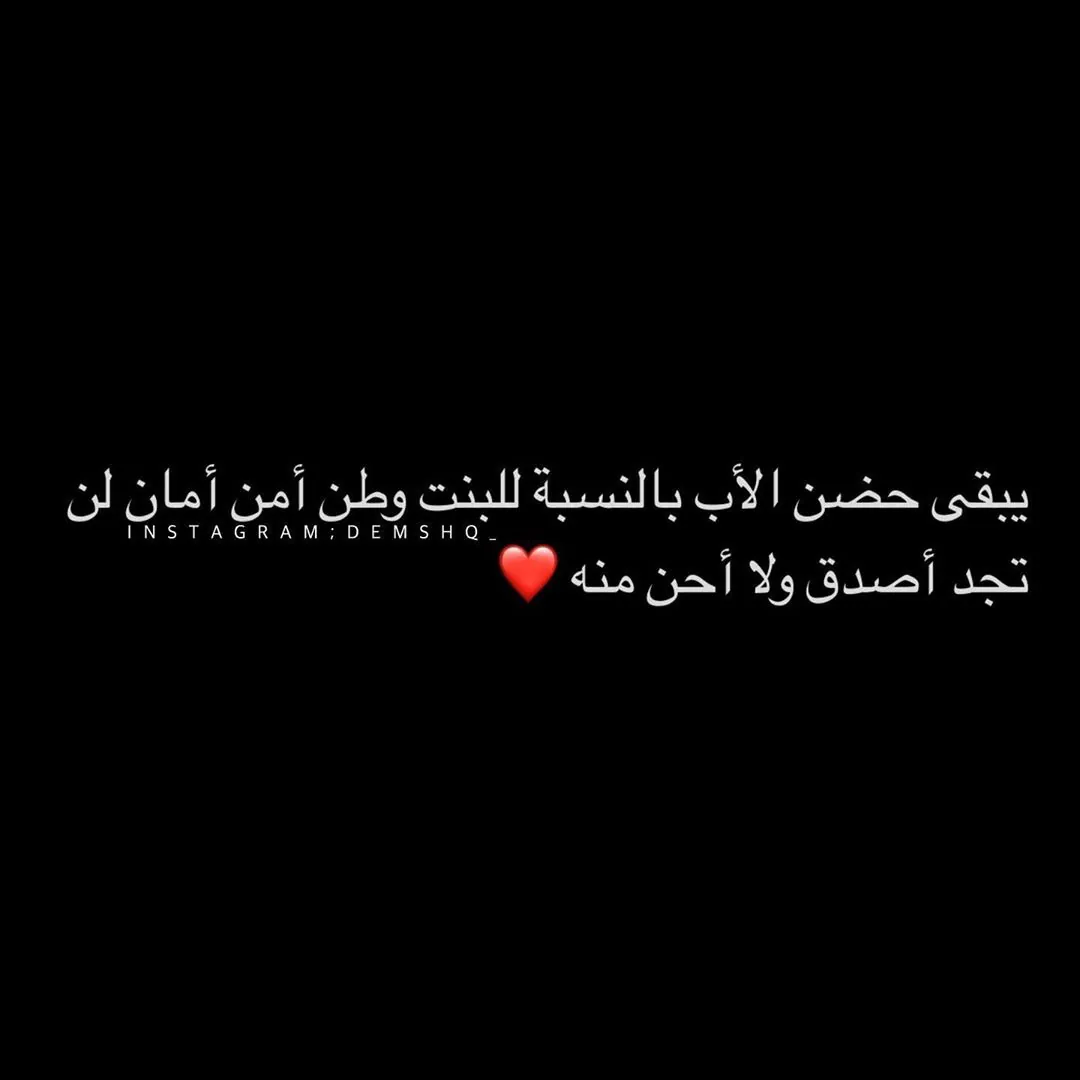 يبقى حضن الأب بالنسبة للبنت وطن أمن أمان لن
INSTAGRAM;DEMSHQ_
تجد أصدق ولا أحن منه ❤️